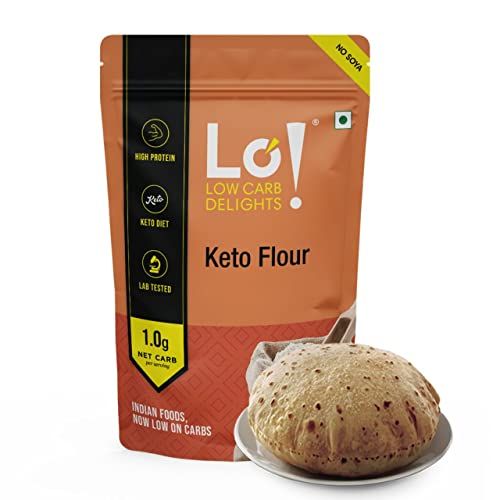 NO SOYA
HIGH PROTEIN
Keto
KETO DIET
LAB TESTED
1.0g
NET CARB
per serving
Ló!
®
LOW CARB
DELIGHTS
Keto Flour
INDIAN FOODS,
NOW LOW ON CARBS